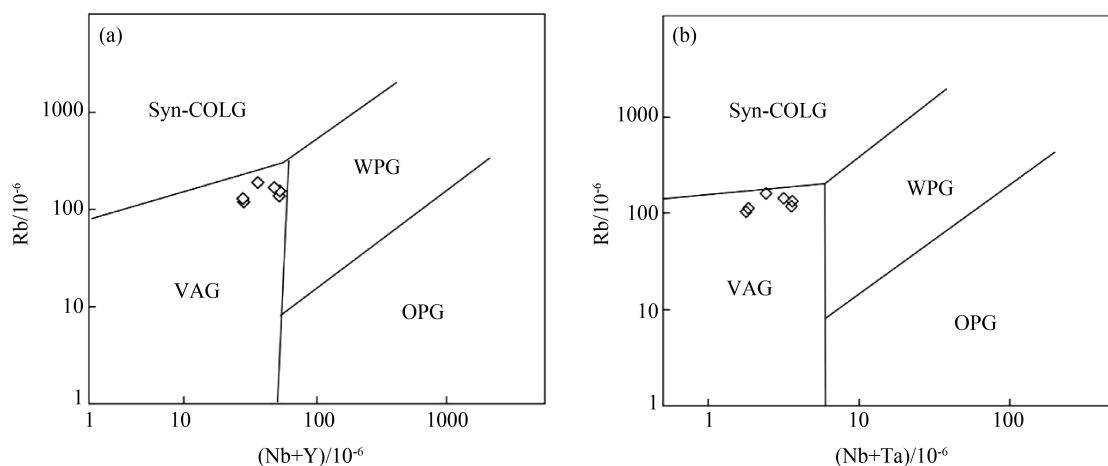 (a)
1000
Syn-COLG
WPG
Rb/10⁻⁶
100
VAG
OPG
10
1
1
10
100
1000
(Nb+Y)/10⁻⁶
(b)
1000
Syn-COLG
WPG
Rb/10⁻⁶
100
VAG
10
OPG
1
1
10
100
(Nb+Ta)/10⁻⁶